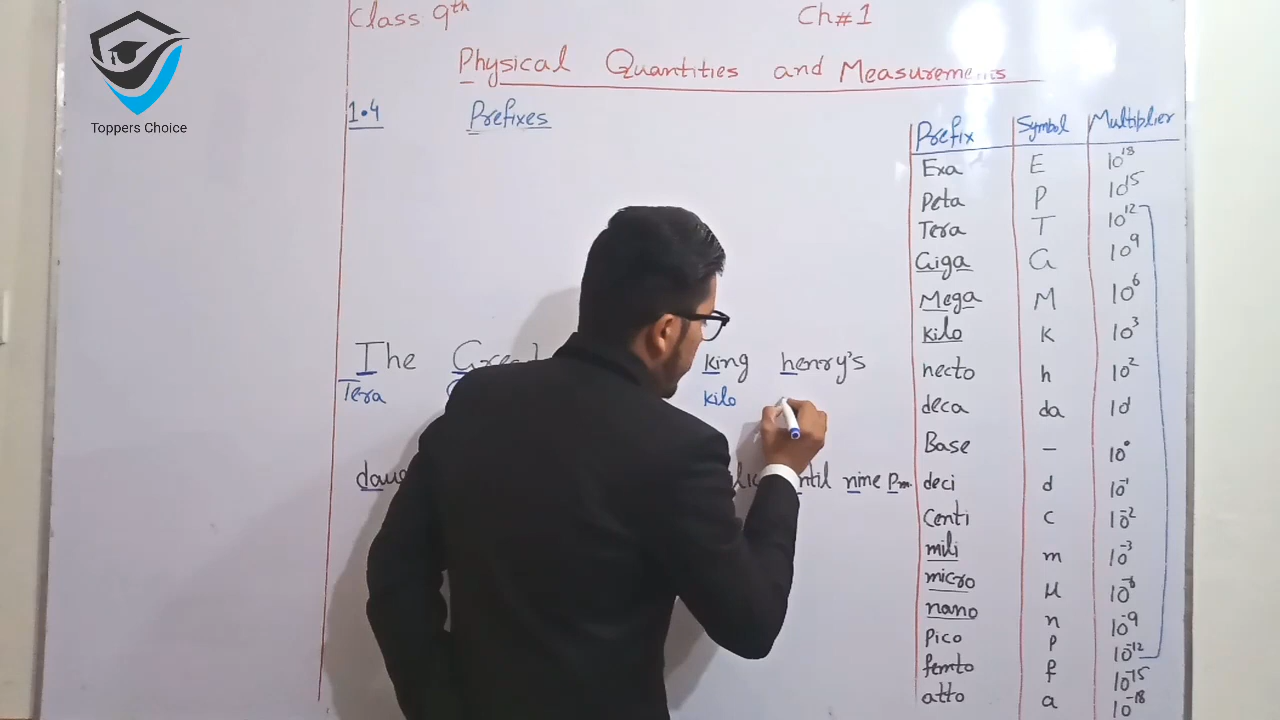 Toppers Choice
Class 9th Ch#1
Physical Quantities and Measurements
1.4 Prefixes
The king henry's
Tera kilo
nine Pm
Prefix Symbol Multiplier
Exa E 10^18
Peta P 10^15
Tera T 10^12
Giga G 10^9
Mega M 10^6
kilo k 10^3
hecto h 10^2
deca da 10^1
Base – 10^0
deci d 10^-1
Centi c 10^-2
mili m 10^-3
micro μ 10^-6
nano n 10^-9
Pico p 10^-12
femto f 10^-15
atto a 10^-18